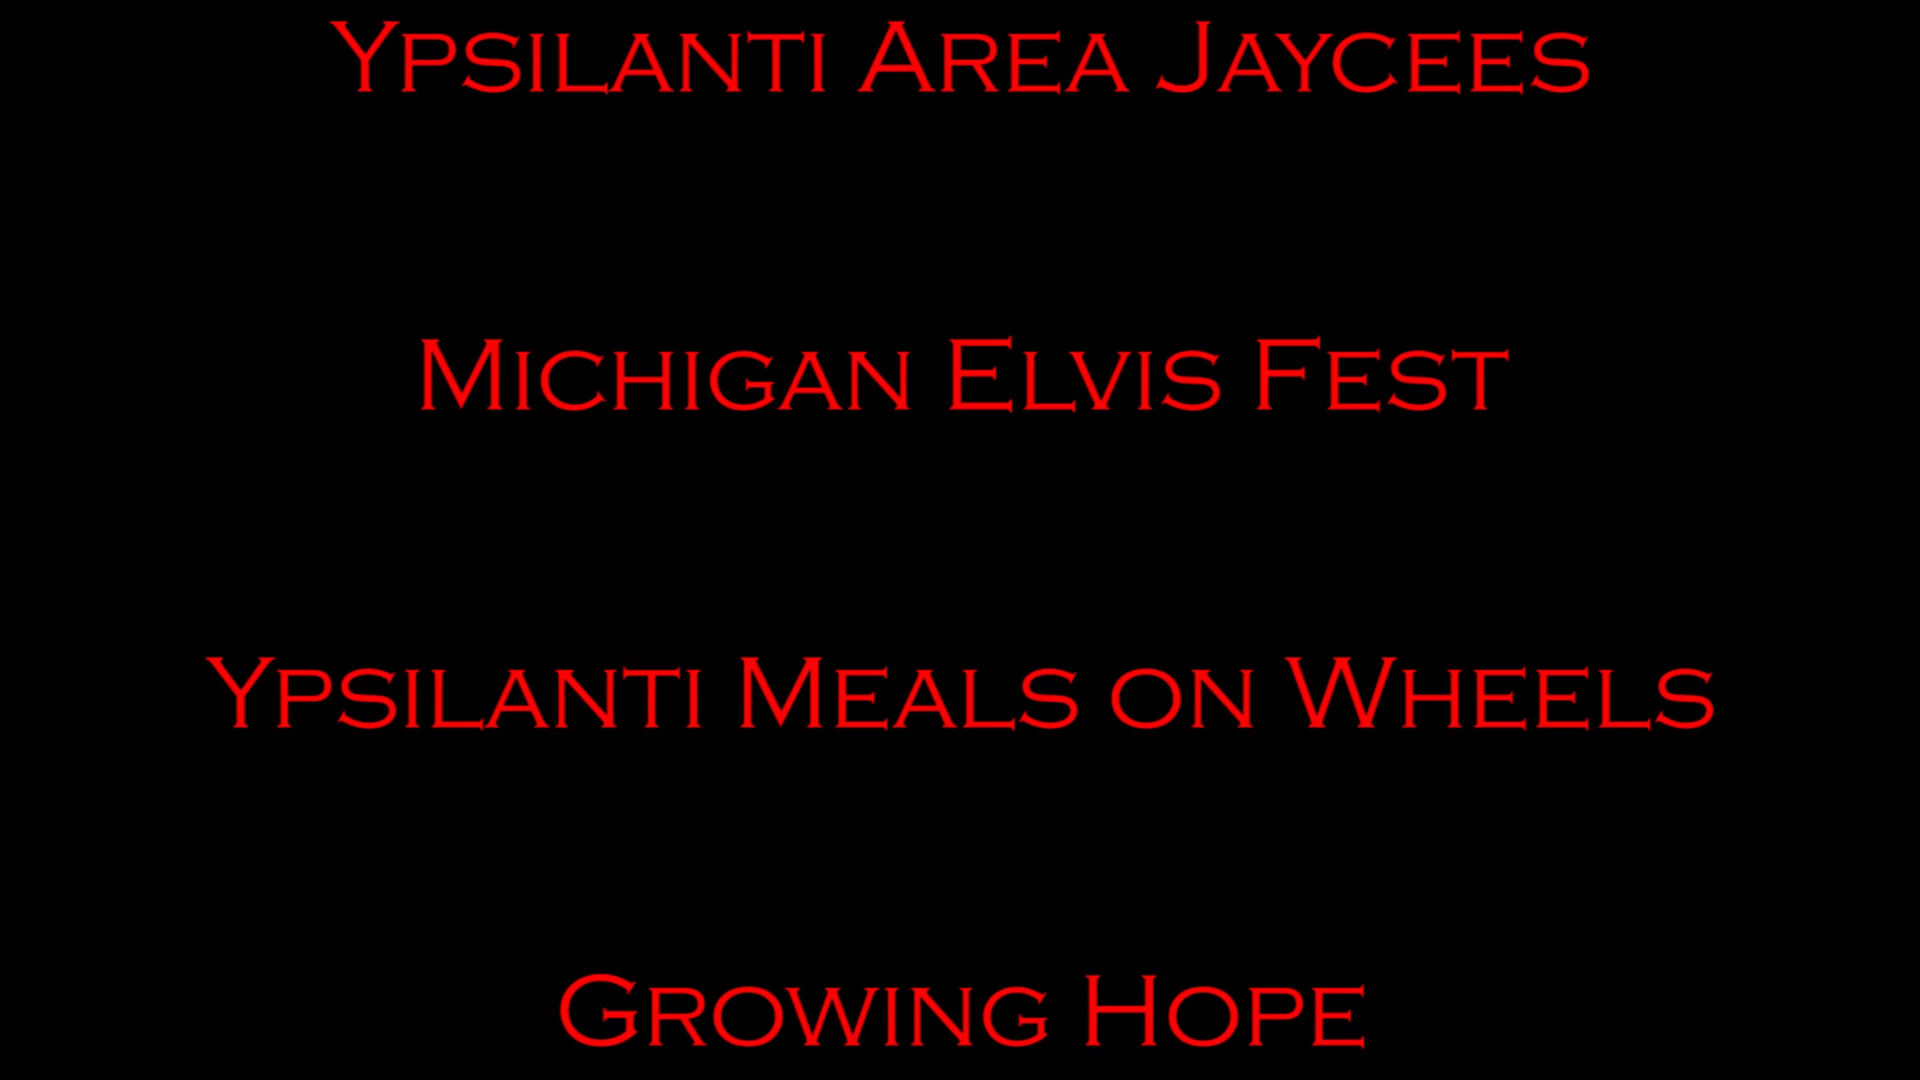 Ypsilanti Area Jaycees
Michigan Elvis Fest
Ypsilanti Meals on Wheels
Growing Hope